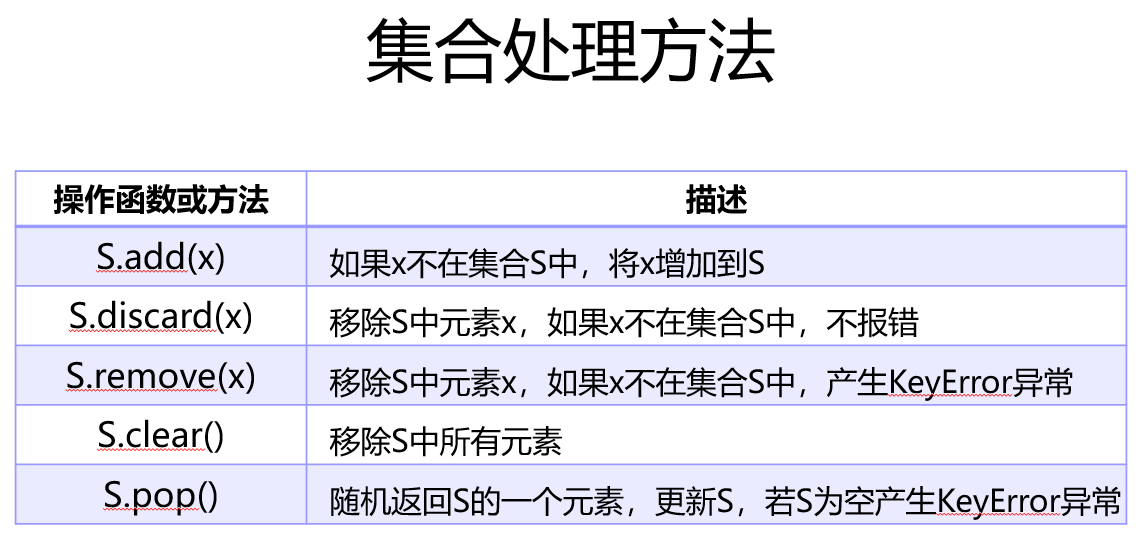 集合处理方法
操作函数或方法 描述
S.add(x) 如果x不在集合S中，将x增加到S
S.discard(x) 移除S中元素x，如果x不在集合S中，不报错
S.remove(x) 移除S中元素x，如果x不在集合S中，产生KeyError异常
S.clear() 移除S中所有元素
S.pop() 随机返回S的一个元素，更新S，若S为空产生KeyError异常